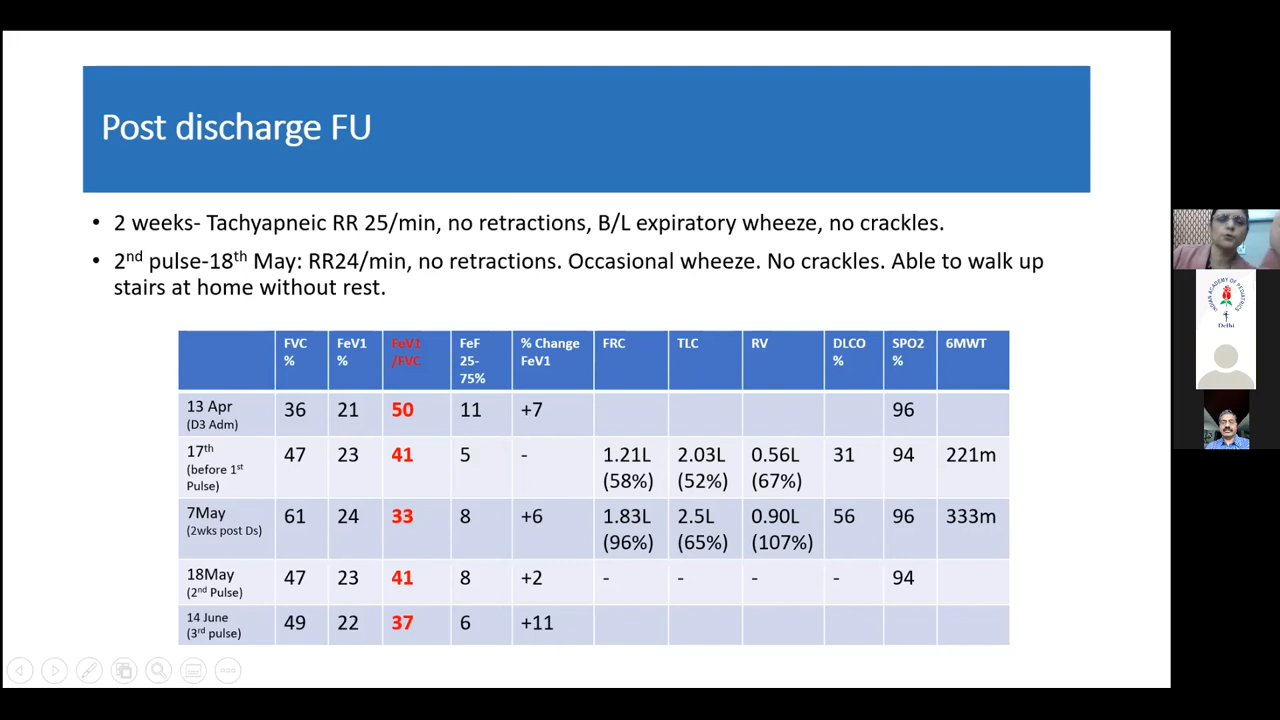 Post discharge FU
• 2 weeks- Tachyapneic RR 25/min, no retractions, B/L expiratory wheeze, no crackles.
• 2nd pulse-18th May: RR24/min, no retractions. Occasional wheeze. No crackles. Able to walk up
stairs at home without rest.
FVC % FeV1 % FeV1 /FVC FeF 25-75% % Change FeV1 FRC TLC RV DLCO % SPO2 % 6MWT
13 Apr (D3 Adm) 36 21 50 11 +7 96
17th (before 1st Pulse) 47 23 41 5 - 1.21L (58%) 2.03L (52%) 0.56L (67%) 31 94 221m
7May (2wks post Ds) 61 24 33 8 +6 1.83L (96%) 2.5L (65%) 0.90L (107%) 56 96 333m
18May (2nd Pulse) 47 23 41 8 +2 - - - - 94
14 June (3rd pulse) 49 22 37 6 +11
INDIAN ACADEMY OF PEDIATRICS
Delhi